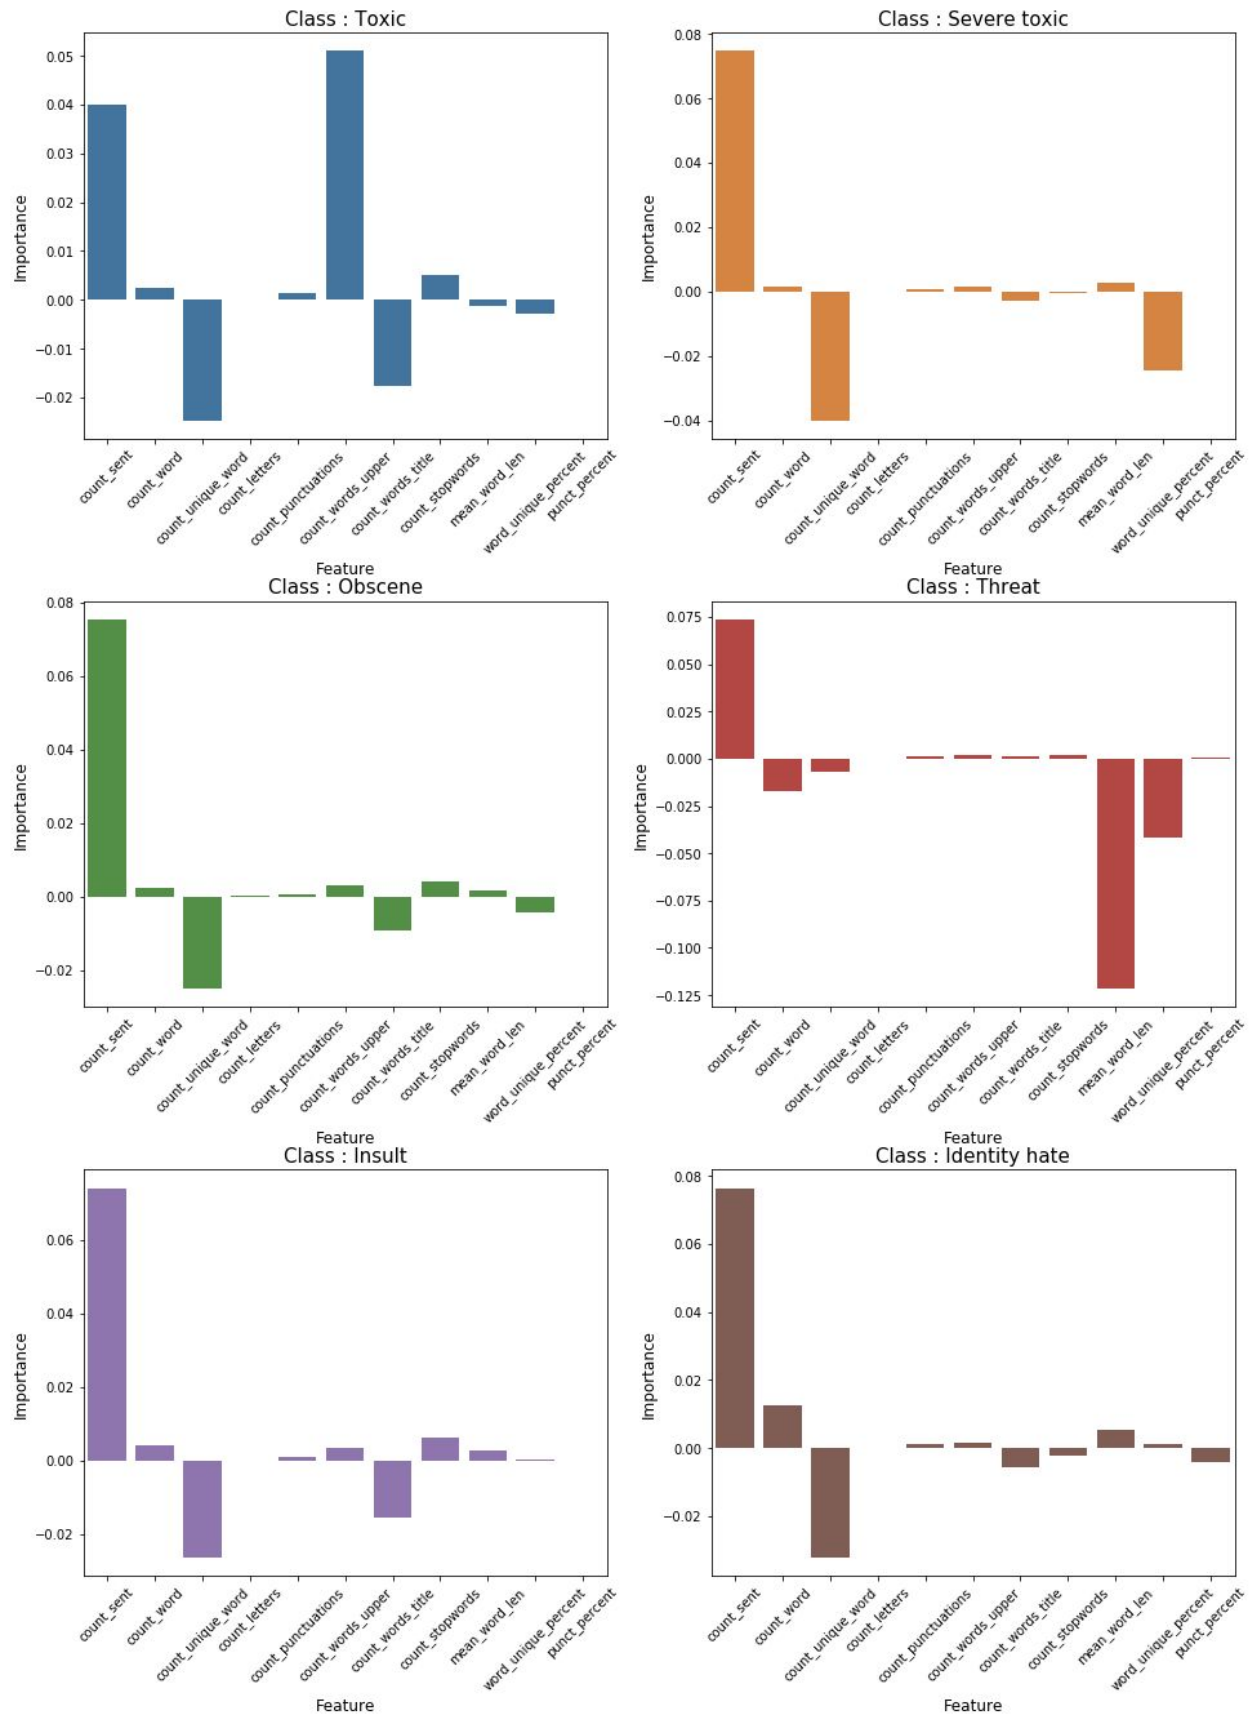 Class : Toxic
0.05
0.04
0.03
0.02
0.01
0.00
−0.01
−0.02
Importance
count_sent
count_word
count_unique_word
count_letters
count_punctuations
count_words_upper
count_words_title
count_stopwords
mean_word_len
word_unique_percent
punct_percent
Feature
Class : Severe toxic
0.08
0.06
0.04
0.02
0.00
−0.02
−0.04
Importance
count_sent
count_word
count_unique_word
count_letters
count_punctuations
count_words_upper
count_words_title
count_stopwords
mean_word_len
word_unique_percent
punct_percent
Feature
Class : Obscene
0.08
0.06
0.04
0.02
0.00
−0.02
Importance
count_sent
count_word
count_unique_word
count_letters
count_punctuations
count_words_upper
count_words_title
count_stopwords
mean_word_len
word_unique_percent
punct_percent
Feature
Class : Threat
0.075
0.050
0.025
0.000
−0.025
−0.050
−0.075
−0.100
−0.125
Importance
count_sent
count_word
count_unique_word
count_letters
count_punctuations
count_words_upper
count_words_title
count_stopwords
mean_word_len
word_unique_percent
punct_percent
Feature
Class : Insult
0.06
0.04
0.02
0.00
−0.02
Importance
count_sent
count_word
count_unique_word
count_letters
count_punctuations
count_words_upper
count_words_title
count_stopwords
mean_word_len
word_unique_percent
punct_percent
Feature
Class : Identity hate
0.08
0.06
0.04
0.02
0.00
−0.02
Importance
count_sent
count_word
count_unique_word
count_letters
count_punctuations
count_words_upper
count_words_title
count_stopwords
mean_word_len
word_unique_percent
punct_percent
Feature